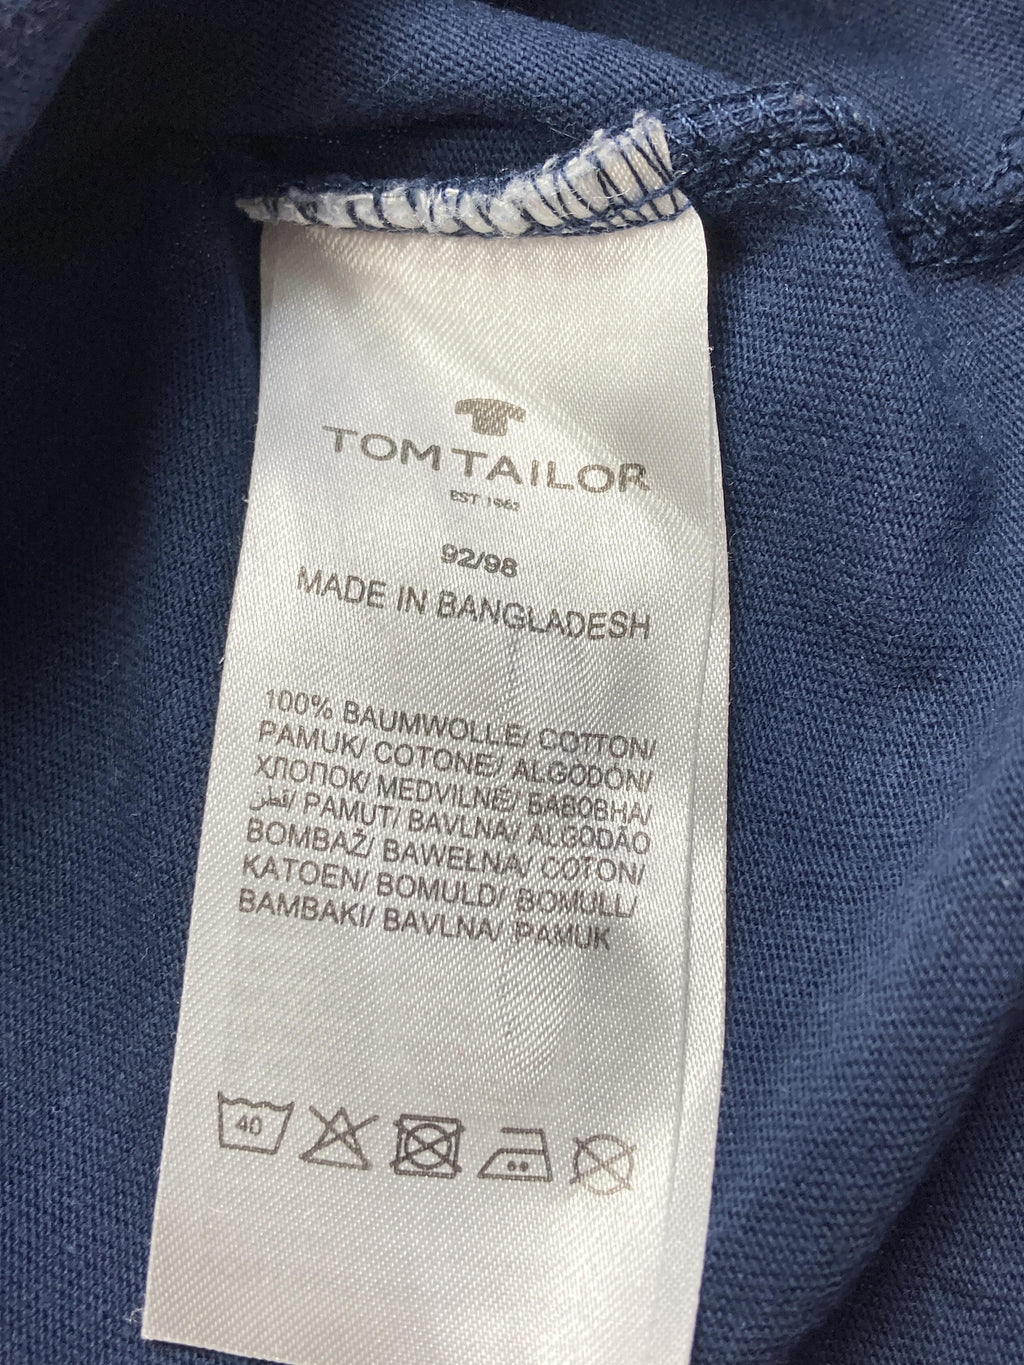 TOM TAILOR
EST 1962
92/98
MADE IN BANGLADESH
100% BAUMWOLLE/ COTTON/
PAMUK/ COTONE/ ALGODÓN/
ХЛОПОК/ MEDVILNĖ/ БАВОВНА/
قطن/ PAMUT/ BAVLNA/ ALGODÃO
BOMBAŽ/ BAWEŁNA/ COTON/
KATOEN/ BOMULD/ BOMULL/
BAMBAKI/ BAVLNA/ PAMUK
40